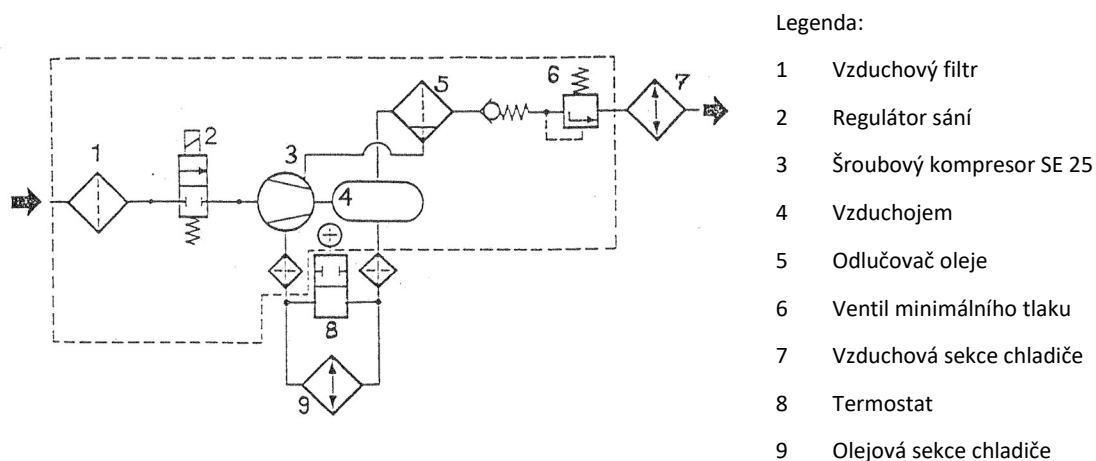 Legenda:
1 Vzduchový filtr
2 Regulátor sání
3 Šroubový kompresor SE 25
4 Vzduchojem
5 Odlučovač oleje
6 Ventil minimálního tlaku
7 Vzduchová sekce chladiče
8 Termostat
9 Olejová sekce chladiče
1
2
3
4
5
6
7
8
9